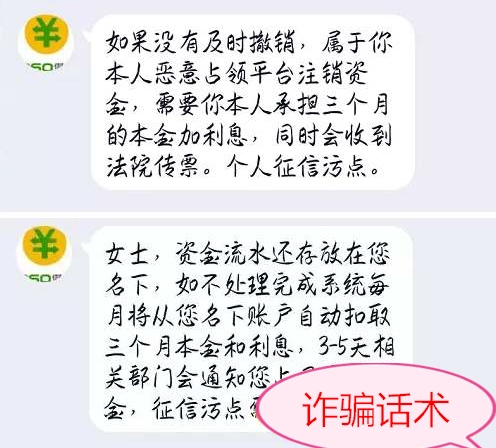 如果没有及时撤销，属于你
本人恶意占领平台注销资
金，需要你本人承担三个月
的本金加利息，同时会收到
法院传票。个人征信污点。
女士，资金流水还存放在您
名下，如不处理完成系统每
月将从您名下账户自动扣取
三个月本金和利息，3-5天相
关部门会通知您占
金，征信污点
诈骗话术